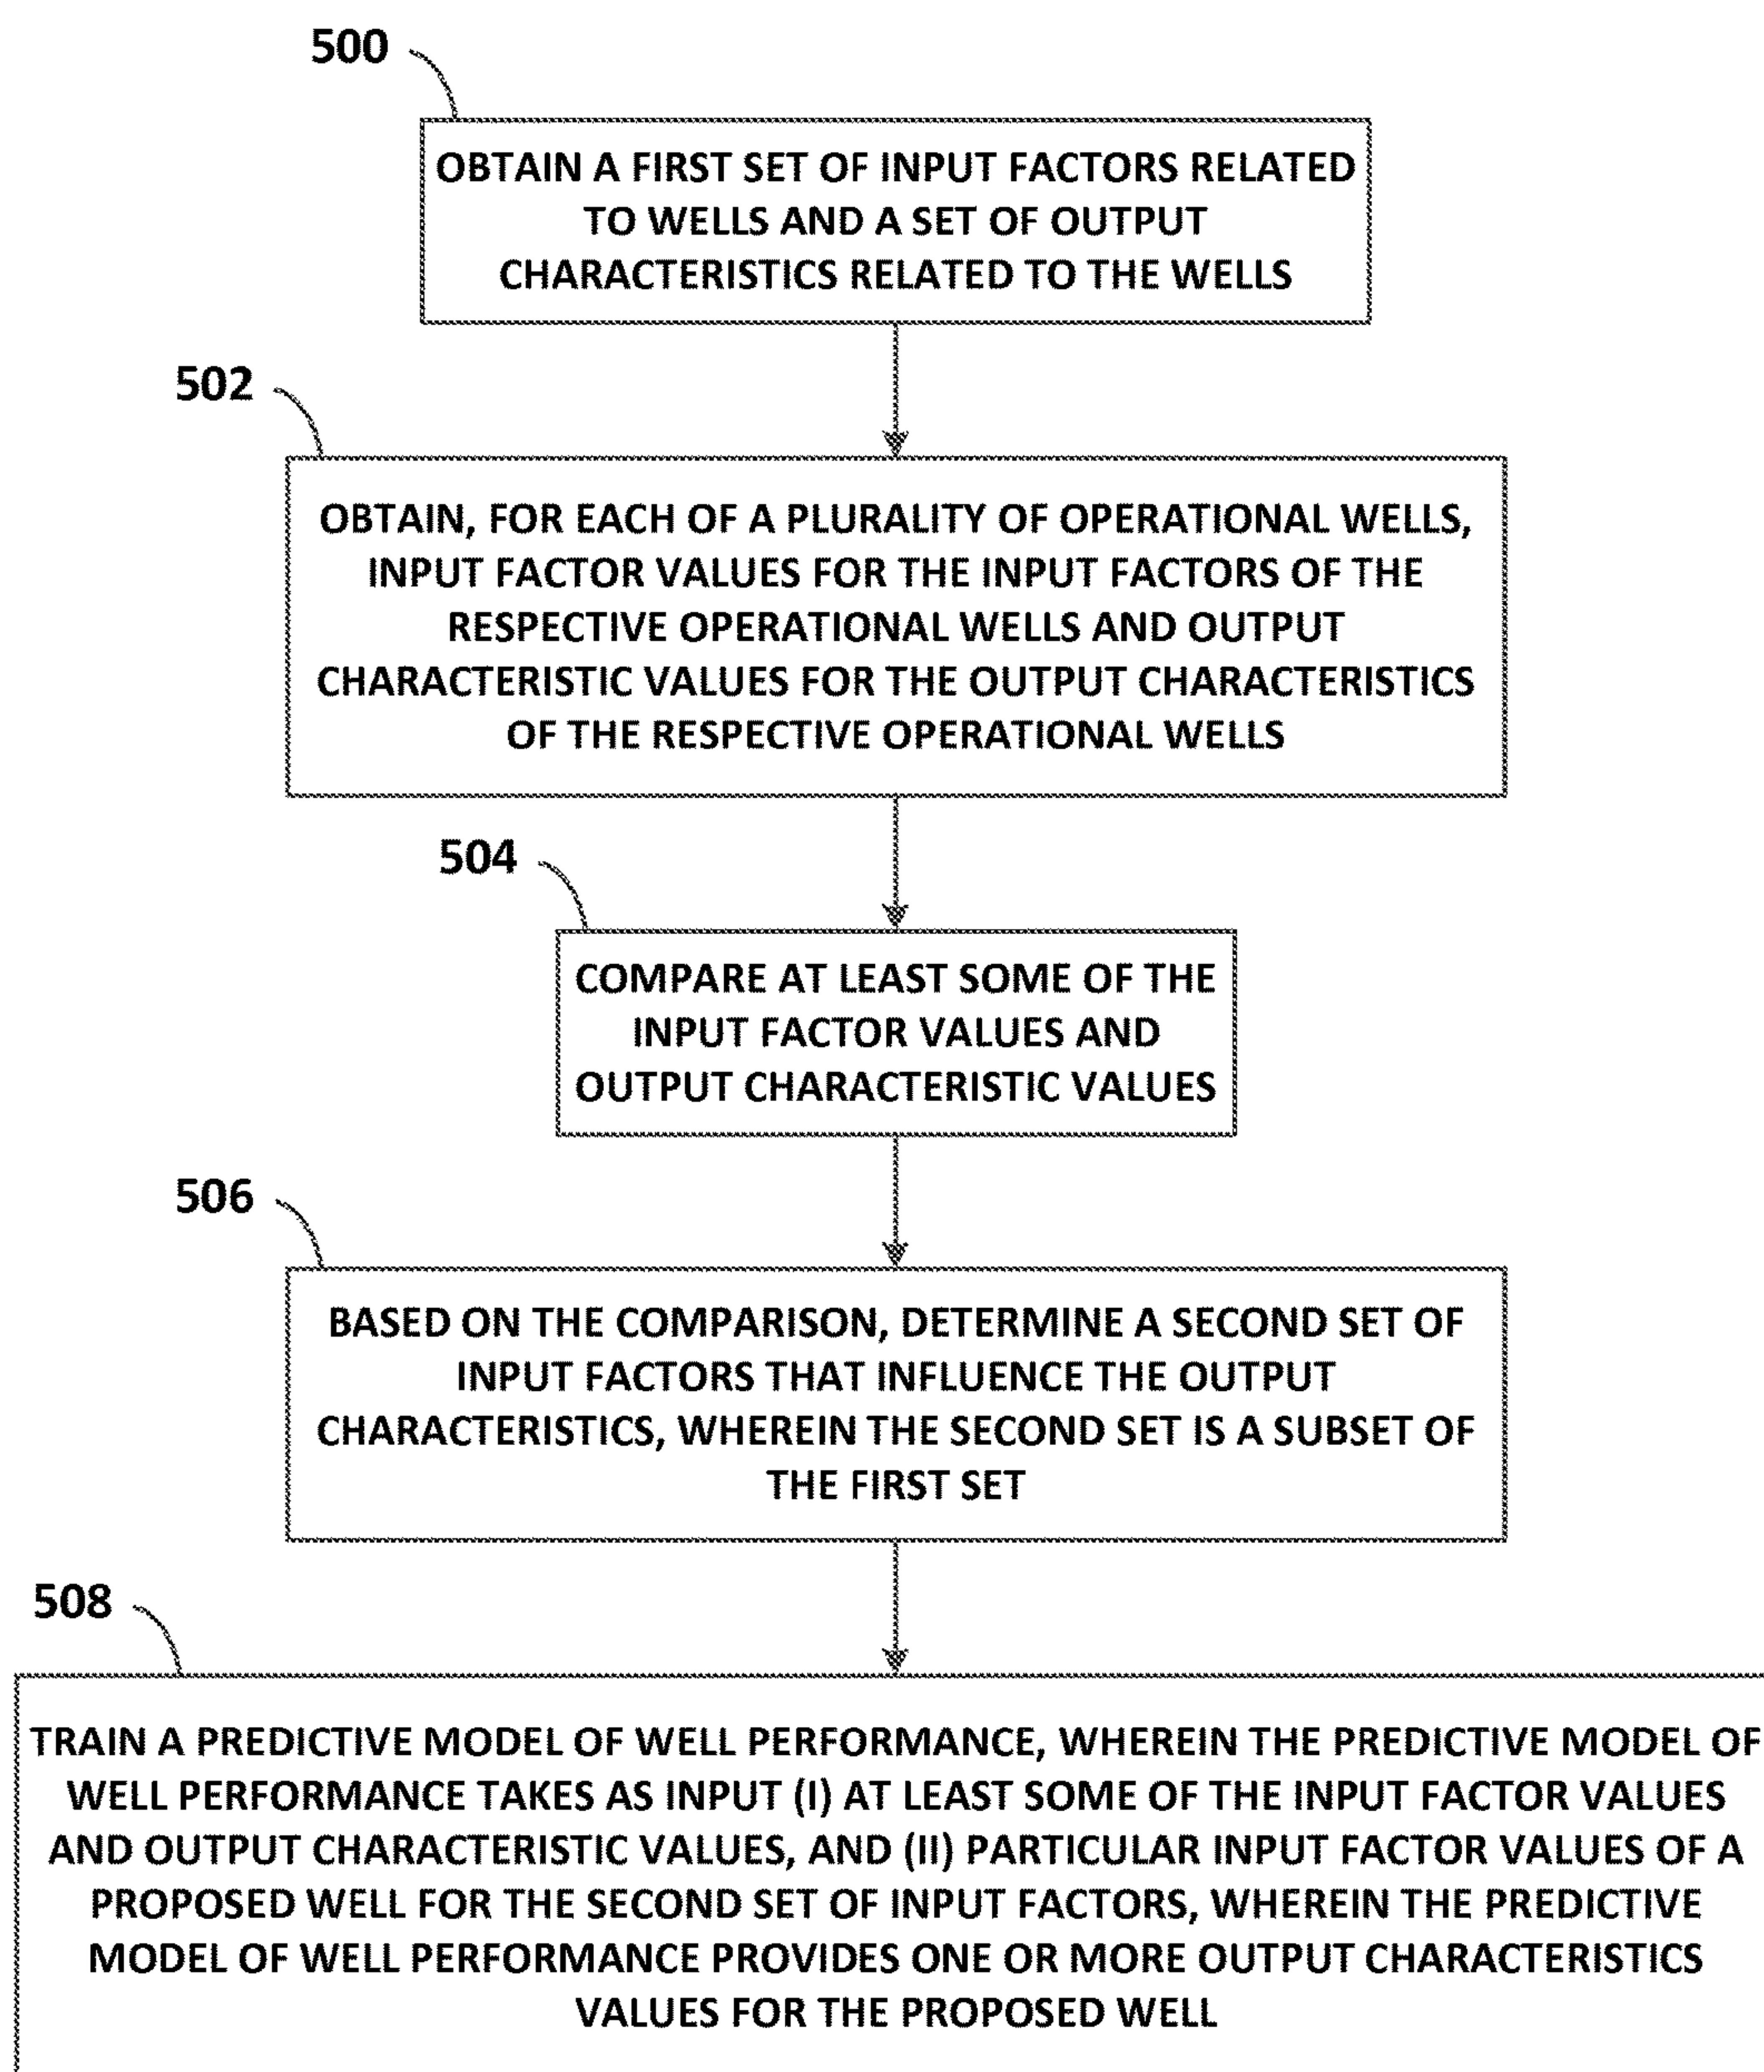 500
OBTAIN A FIRST SET OF INPUT FACTORS RELATED
TO WELLS AND A SET OF OUTPUT
CHARACTERISTICS RELATED TO THE WELLS
502
OBTAIN, FOR EACH OF A PLURALITY OF OPERATIONAL WELLS,
INPUT FACTOR VALUES FOR THE INPUT FACTORS OF THE
RESPECTIVE OPERATIONAL WELLS AND OUTPUT
CHARACTERISTIC VALUES FOR THE OUTPUT CHARACTERISTICS
OF THE RESPECTIVE OPERATIONAL WELLS
504
COMPARE AT LEAST SOME OF THE
INPUT FACTOR VALUES AND
OUTPUT CHARACTERISTIC VALUES
506
BASED ON THE COMPARISON, DETERMINE A SECOND SET OF
INPUT FACTORS THAT INFLUENCE THE OUTPUT
CHARACTERISTICS, WHEREIN THE SECOND SET IS A SUBSET OF
THE FIRST SET
508
TRAIN A PREDICTIVE MODEL OF WELL PERFORMANCE, WHEREIN THE PREDICTIVE MODEL OF
WELL PERFORMANCE TAKES AS INPUT (I) AT LEAST SOME OF THE INPUT FACTOR VALUES
AND OUTPUT CHARACTERISTIC VALUES, AND (II) PARTICULAR INPUT FACTOR VALUES OF A
PROPOSED WELL FOR THE SECOND SET OF INPUT FACTORS, WHEREIN THE PREDICTIVE
MODEL OF WELL PERFORMANCE PROVIDES ONE OR MORE OUTPUT CHARACTERISTICS
VALUES FOR THE PROPOSED WELL